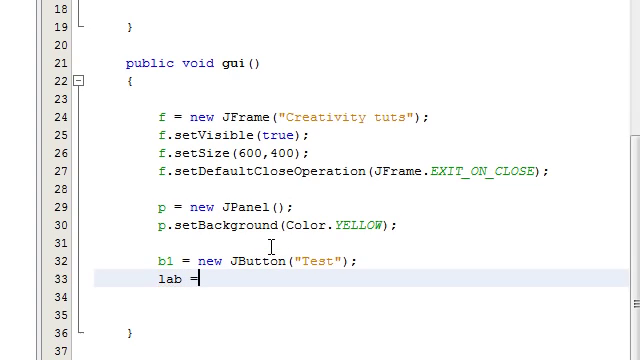 18
19 }
20
21 public void gui()
22 {
23
24 f = new JFrame("Creativity tuts");
25 f.setVisible(true);
26 f.setSize(600,400);
27 f.setDefaultCloseOperation(JFrame.EXIT_ON_CLOSE);
28
29 p = new JPanel();
30 p.setBackground(Color.YELLOW);
31
32 b1 = new JButton("Test");
33 lab =
34
35
36 }
37